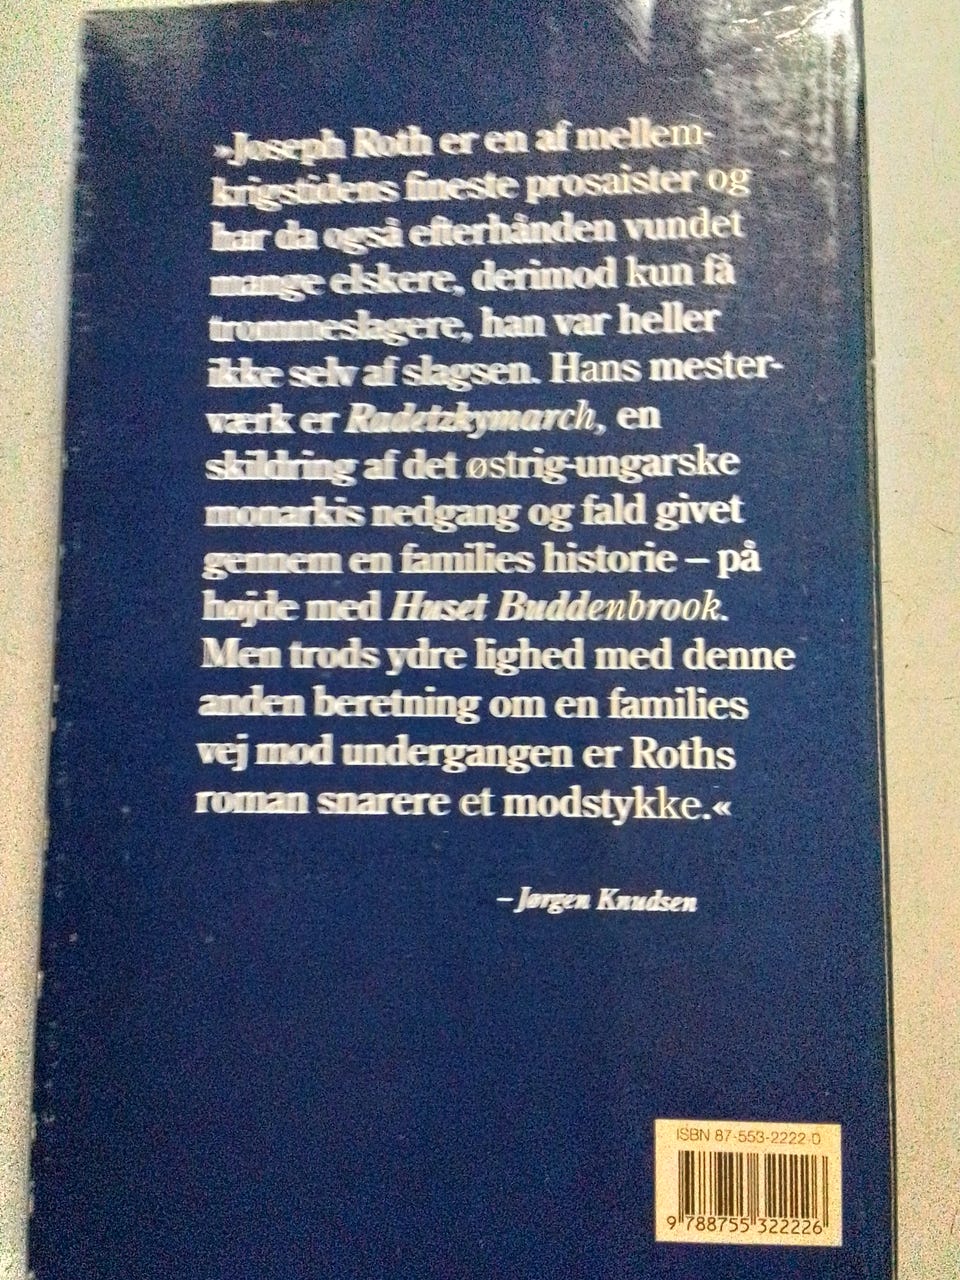 »Joseph Roth er en af mellem-
krigstidens fineste prosaister og
har da også efterhånden vundet
mange elskere, derimod kun få
trommeslagere, han var heller
ikke selv af slagsen. Hans mester-
værk er Radetzkymarch, en
skildring af det østrig-ungarske
monarkis nedgang og fald givet
gennem en families historie – på
højde med Huset Buddenbrook.
Men trods ydre lighed med denne
anden beretning om en families
vej mod undergangen er Roths
roman snarere et modstykke.«
– Jørgen Knudsen
ISBN 87-553-2222-0
9 788755 322226